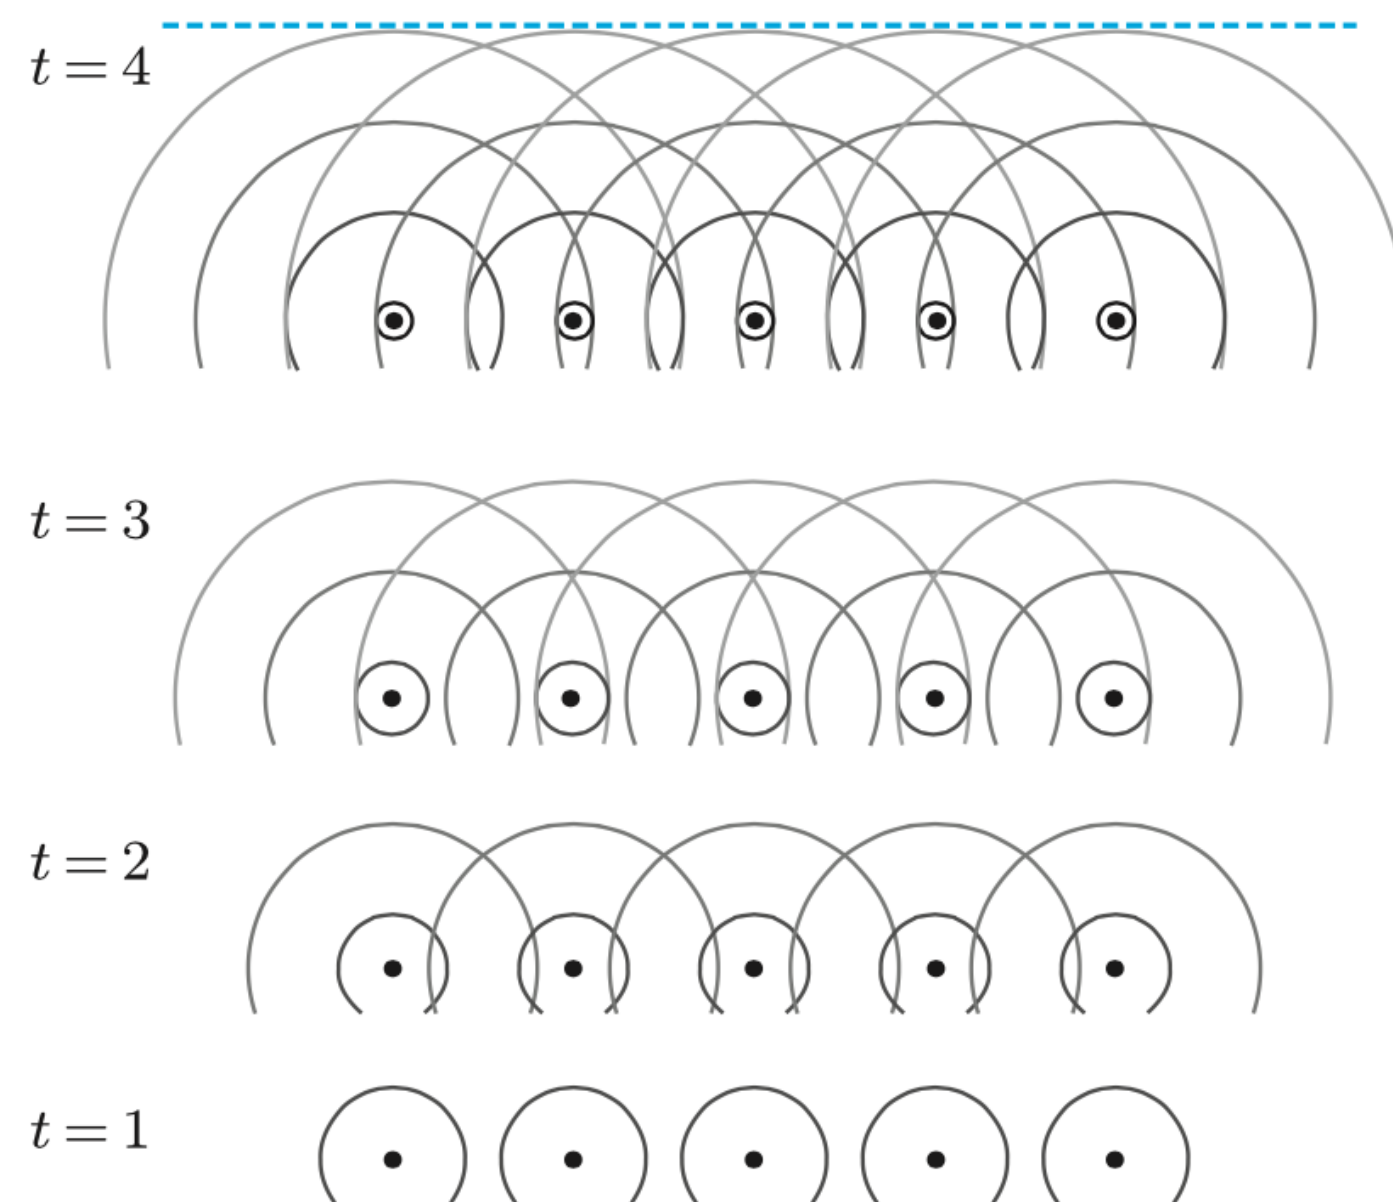 t = 4
t = 3
t = 2
t = 1